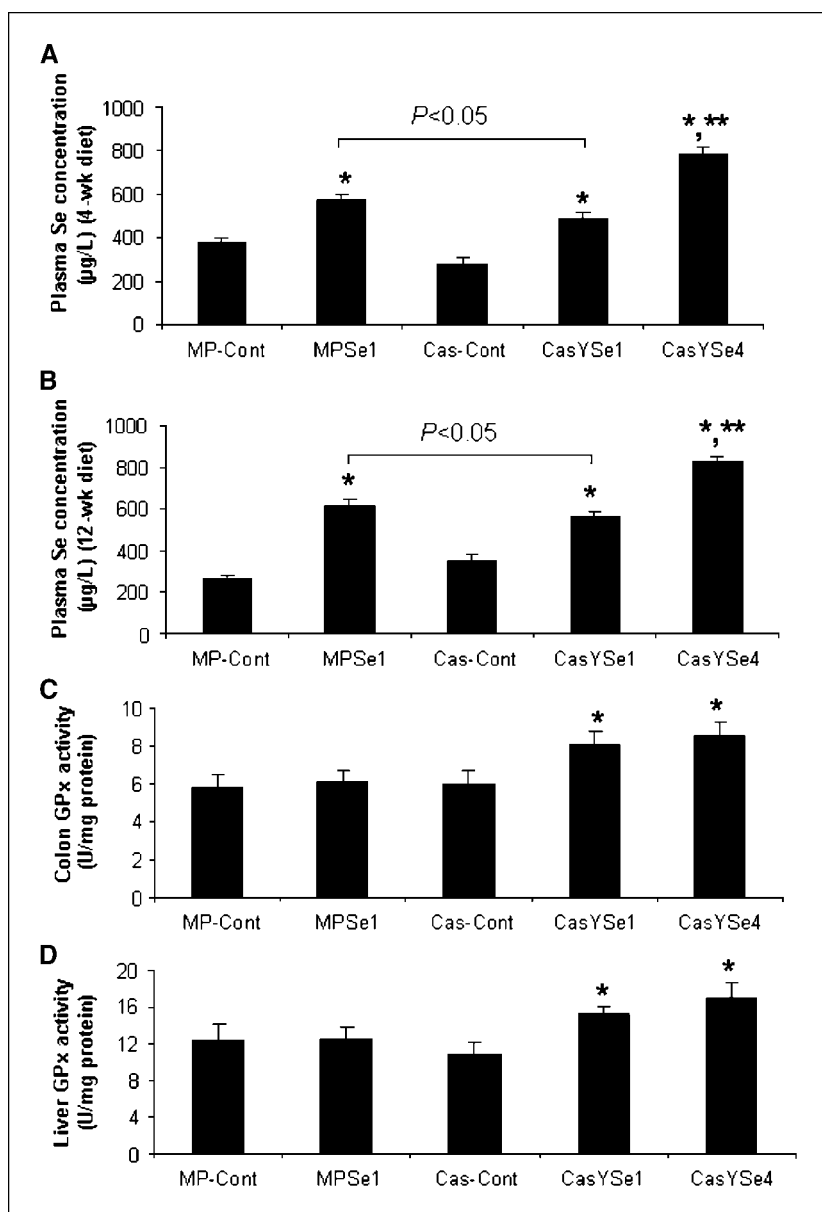 A
Plasma Se concentration
(µg/L) (4-wk diet)
1000
800
600
400
200
0
P<0.05
*
*
*,**
MP-Cont MPSe1 Cas-Cont CasYSe1 CasYSe4
B
Plasma Se concentration
(µg/L) (12-wk diet)
1000
800
600
400
200
0
P<0.05
*
*
*,**
MP-Cont MPSe1 Cas-Cont CasYSe1 CasYSe4
C
Colon GPx activity
(U/mg protein)
10
8
6
4
2
0
*
*
MP-Cont MPSe1 Cas-Cont CasYSe1 CasYSe4
D
Liver GPx activity
(U/mg protein)
20
16
12
8
4
0
*
*
MP-Cont MPSe1 Cas-Cont CasYSe1 CasYSe4